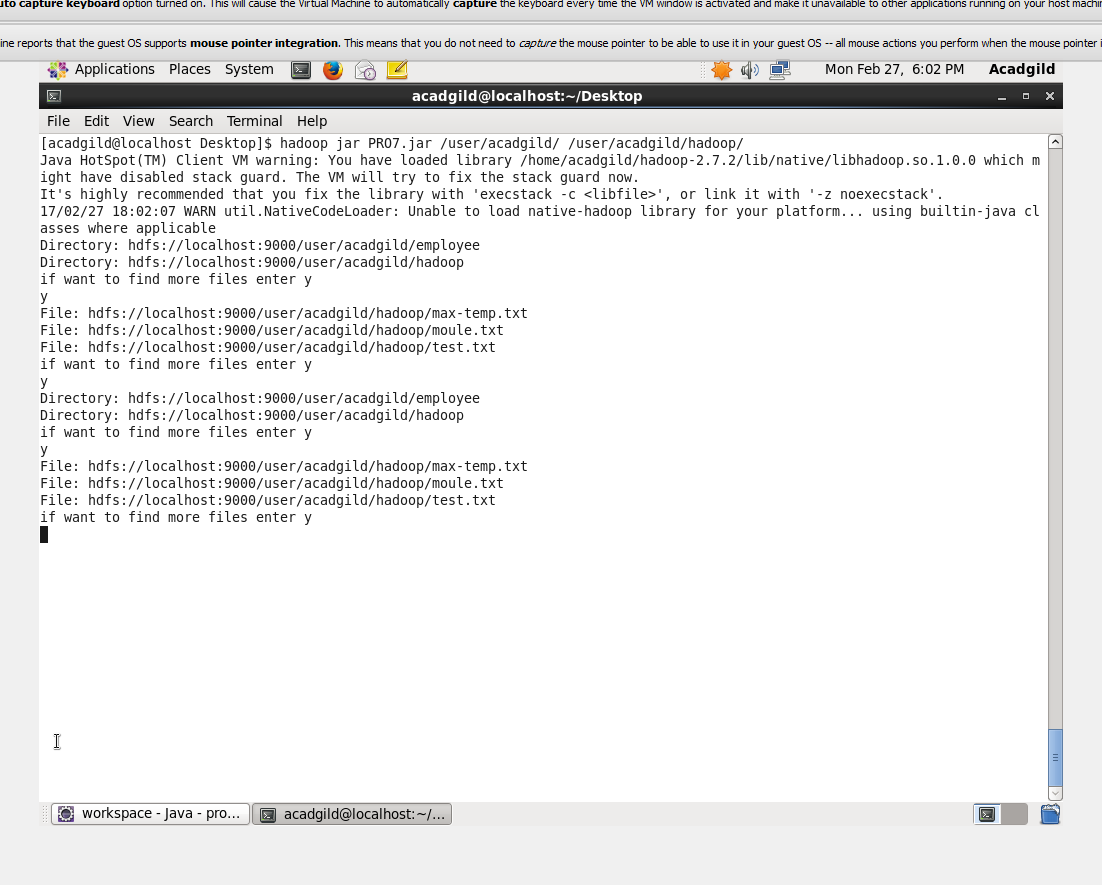 uto capture keyboard option turned on. This will cause the Virtual Machine to automatically capture the keyboard every time the VM window is activated and make it unavailable to other applications running on your host machin
ine reports that the guest OS supports mouse pointer integration. This means that you do not need to capture the mouse pointer to be able to use it in your guest OS -- all mouse actions you perform when the mouse pointer i
Applications Places System Mon Feb 27, 6:02 PM Acadgild
acadgild@localhost:~/Desktop
File Edit View Search Terminal Help
[acadgild@localhost Desktop]$ hadoop jar PRO7.jar /user/acadgild/ /user/acadgild/hadoop/
Java HotSpot(TM) Client VM warning: You have loaded library /home/acadgild/hadoop-2.7.2/lib/native/libhadoop.so.1.0.0 which m
ight have disabled stack guard. The VM will try to fix the stack guard now.
It's highly recommended that you fix the library with 'execstack -c <libfile>', or link it with '-z noexecstack'.
17/02/27 18:02:07 WARN util.NativeCodeLoader: Unable to load native-hadoop library for your platform... using builtin-java cl
asses where applicable
Directory: hdfs://localhost:9000/user/acadgild/employee
Directory: hdfs://localhost:9000/user/acadgild/hadoop
if want to find more files enter y
y
File: hdfs://localhost:9000/user/acadgild/hadoop/max-temp.txt
File: hdfs://localhost:9000/user/acadgild/hadoop/moule.txt
File: hdfs://localhost:9000/user/acadgild/hadoop/test.txt
if want to find more files enter y
y
Directory: hdfs://localhost:9000/user/acadgild/employee
Directory: hdfs://localhost:9000/user/acadgild/hadoop
if want to find more files enter y
y
File: hdfs://localhost:9000/user/acadgild/hadoop/max-temp.txt
File: hdfs://localhost:9000/user/acadgild/hadoop/moule.txt
File: hdfs://localhost:9000/user/acadgild/hadoop/test.txt
if want to find more files enter y
workspace - Java - pro... acadgild@localhost:~/...